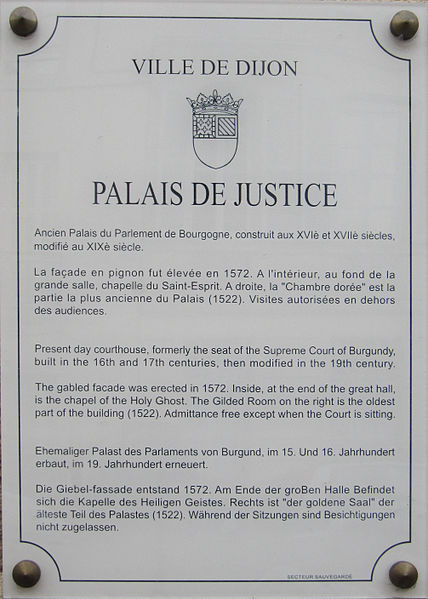 VILLE DE DIJON
PALAIS DE JUSTICE
Ancien Palais du Parlement de Bourgogne, construit aux XVIè et XVIIè siècles,
modifié au XIXè siècle.
La façade en pignon fut élevée en 1572. A l'intérieur, au fond de la
grande salle, chapelle du Saint-Esprit. A droite, la "Chambre dorée" est la
partie la plus ancienne du Palais (1522). Visites autorisées en dehors
des audiences.
Present day courthouse, formerly the seat of the Supreme Court of Burgundy,
built in the 16th and 17th centuries, then modified in the 19th century.
The gabled facade was erected in 1572. Inside, at the end of the great hall,
is the chapel of the Holy Ghost. The Gilded Room on the right is the oldest
part of the building (1522). Admittance free except when the Court is sitting.
Ehemaliger Palast des Parlaments von Burgund, im 15. Und 16. Jahrhundert
erbaut, im 19. Jahrhundert erneuert.
Die Giebel-fassade entstand 1572. Am Ende der groBen Halle Befindet
sich die Kapelle des Heiligen Geistes. Rechts ist "der goldene Saal" der
älteste Teil des Palastes (1522). Während der Sitzungen sind Besichtigungen
nicht zugelassen.
SECTEUR SAUVEGARDÉ